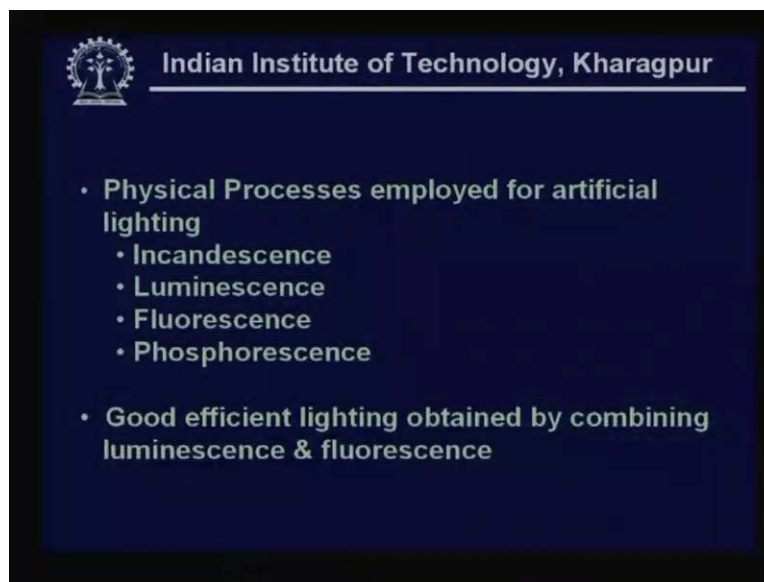 Indian Institute of Technology, Kharagpur
• Physical Processes employed for artificial
lighting
• Incandescence
• Luminescence
• Fluorescence
• Phosphorescence
• Good efficient lighting obtained by combining
luminescence & fluorescence